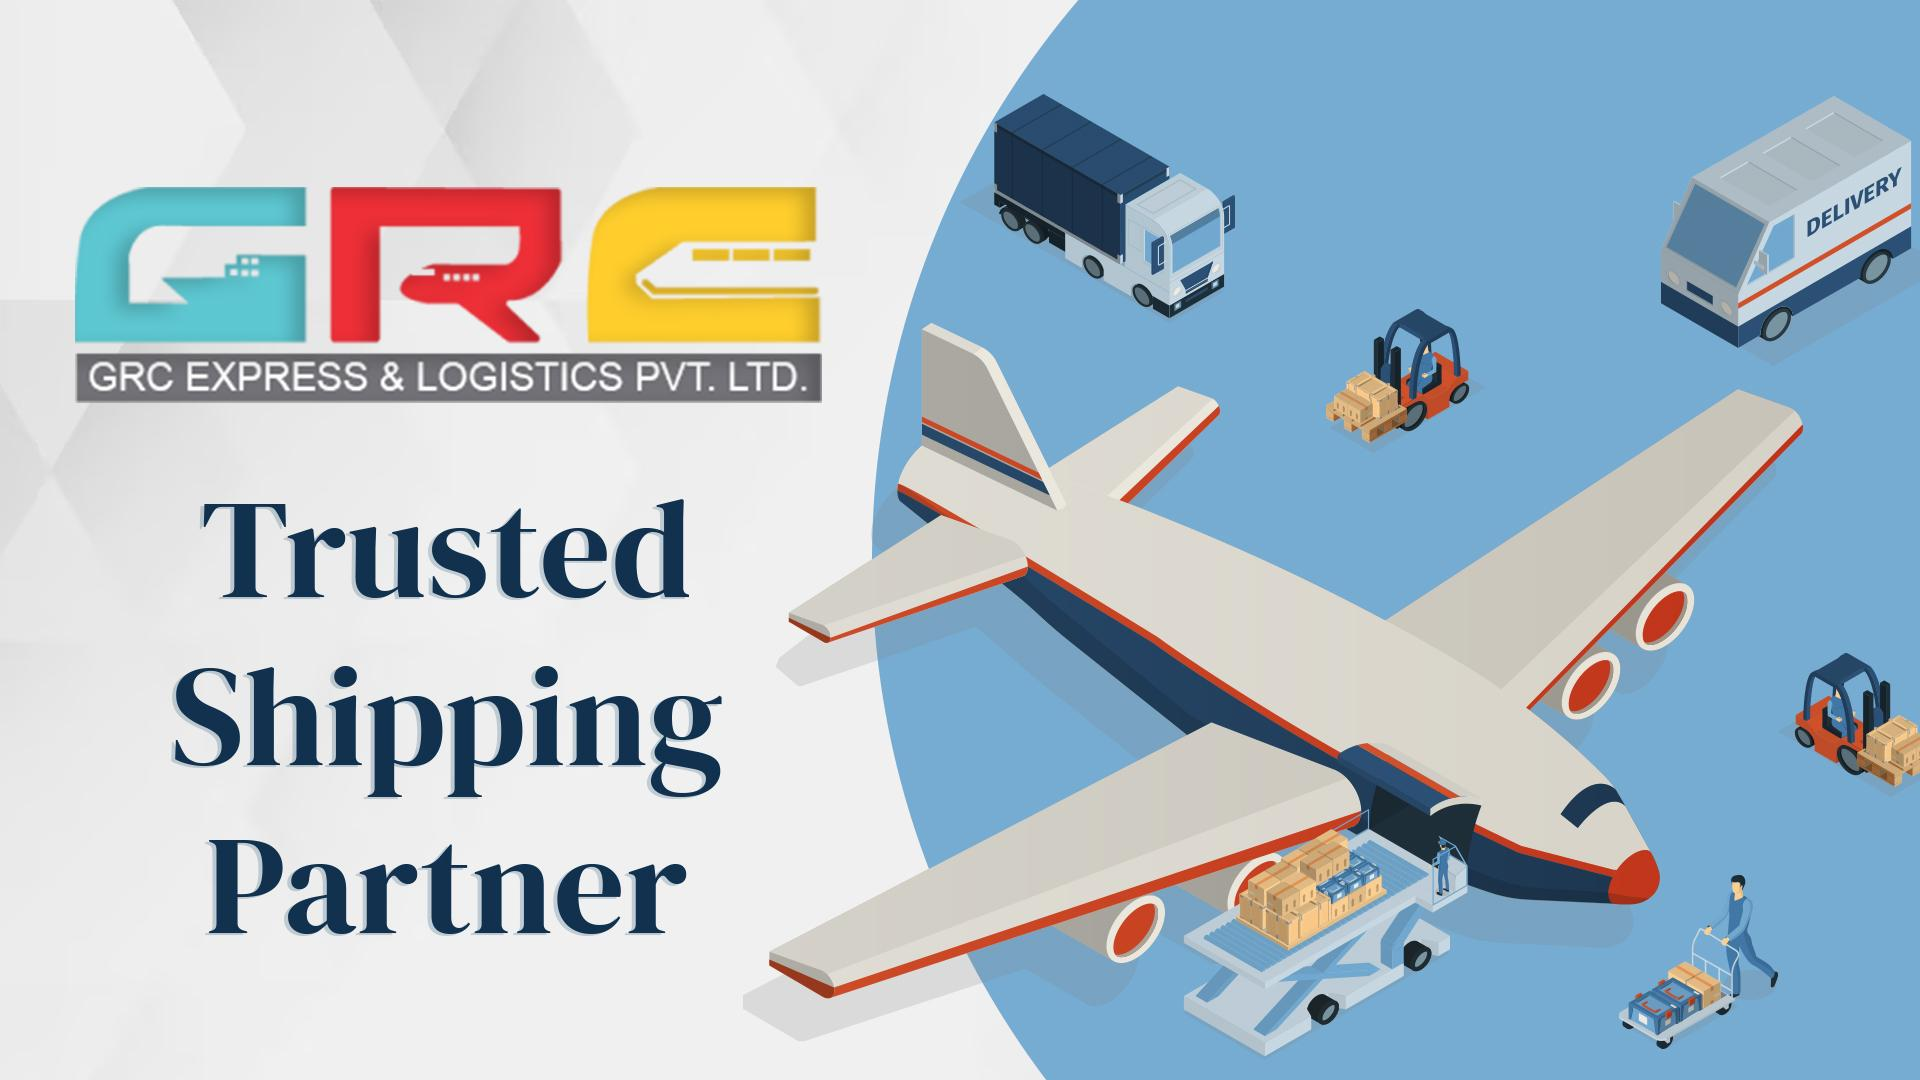 GRC
GRC EXPRESS & LOGISTICS PVT. LTD.
Trusted
Shipping
Partner
DELIVERY